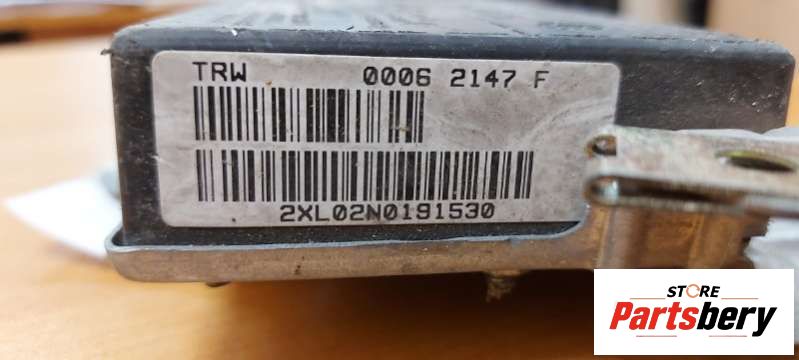 TRW 0006 2147 F
2XL02N0191530
STORE
Partsbery